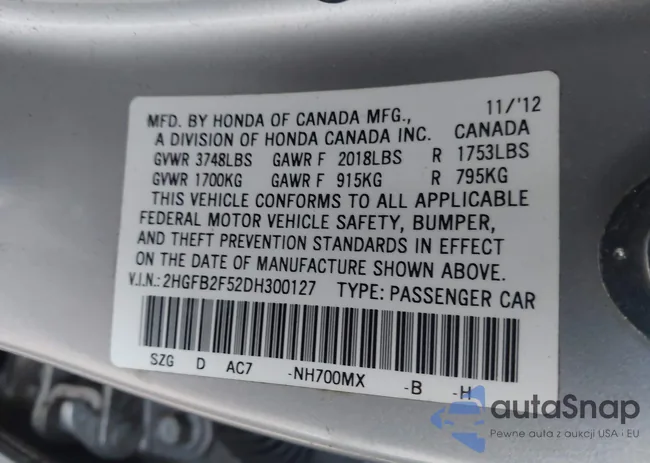 MFD. BY HONDA OF CANADA MFG., 11/'12
A DIVISION OF HONDA CANADA INC. CANADA
GVWR 3748LBS GAWR F 2018LBS R 1753LBS
GVWR 1700KG GAWR F 915KG R 795KG
THIS VEHICLE CONFORMS TO ALL APPLICABLE
FEDERAL MOTOR VEHICLE SAFETY, BUMPER,
AND THEFT PREVENTION STANDARDS IN EFFECT
ON THE DATE OF MANUFACTURE SHOWN ABOVE.
V.I.N.: 2HGFB2F52DH300127 TYPE: PASSENGER CAR
SZG D AC7 -NH700MX -B -H
autaSnap
Pewne auta z aukcji USA i EU